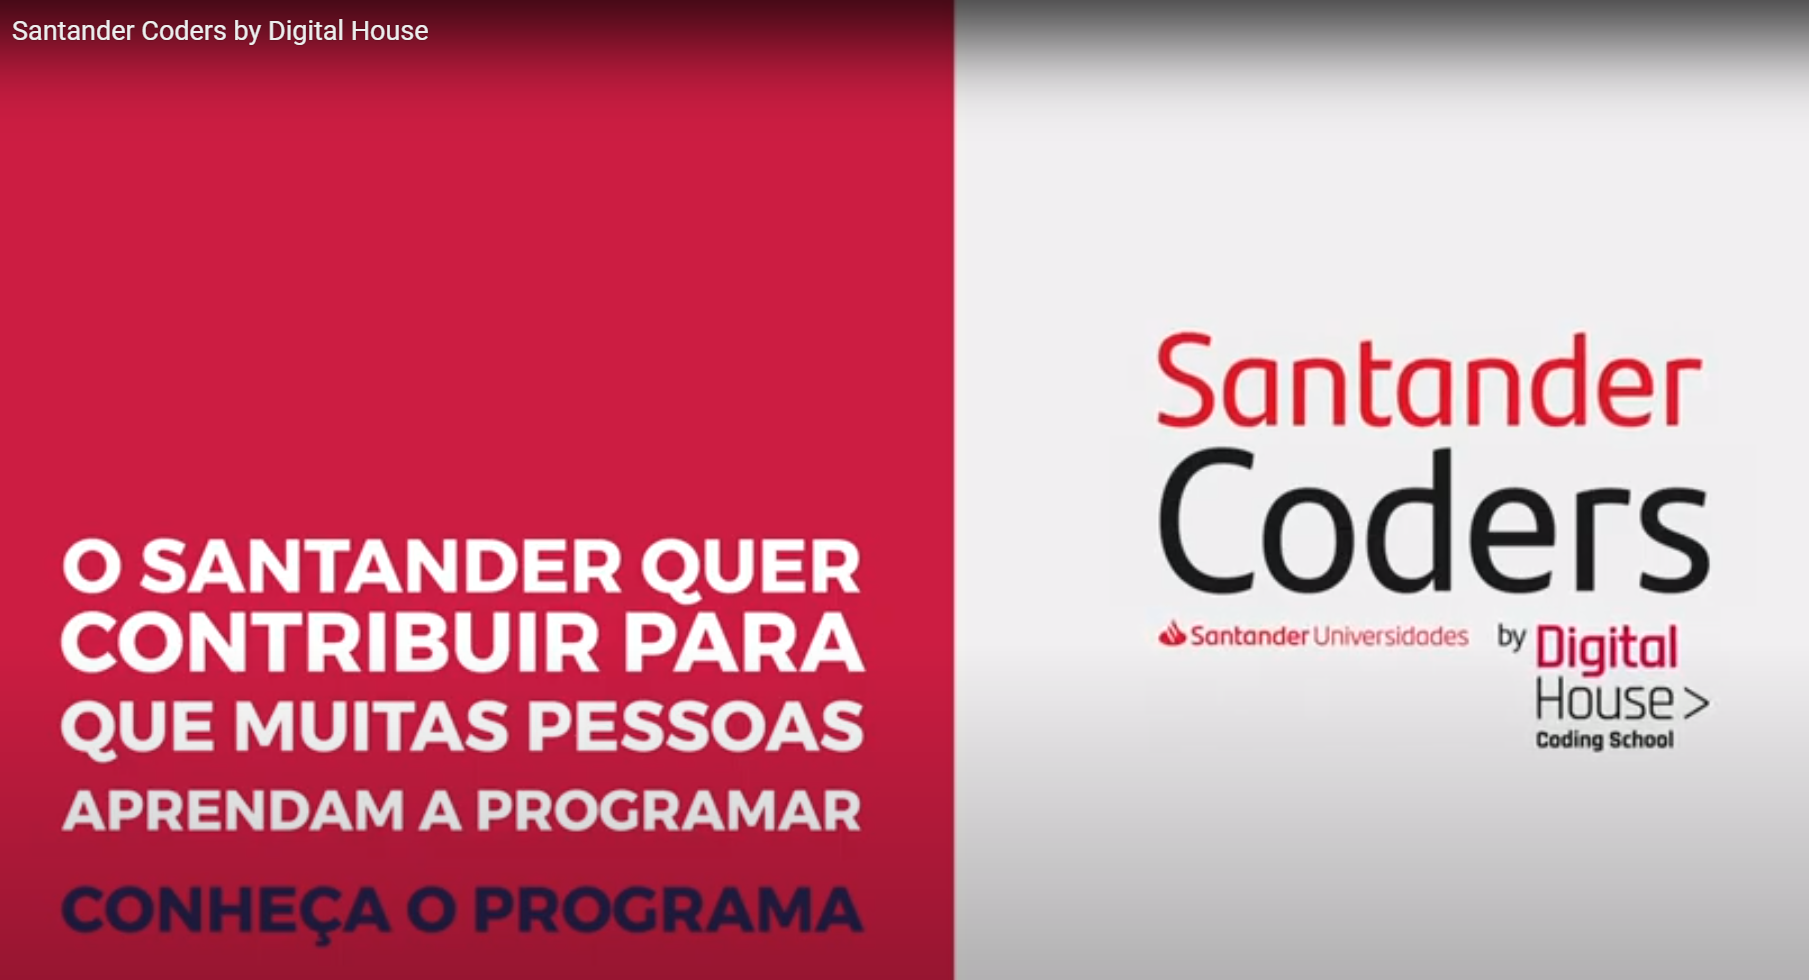 Santander Coders by Digital House
O SANTANDER QUER
CONTRIBUIR PARA
QUE MUITAS PESSOAS
APRENDAM A PROGRAMAR
CONHEÇA O PROGRAMA
Santander
Coders
Santander Universidades
by Digital
House >
Coding School